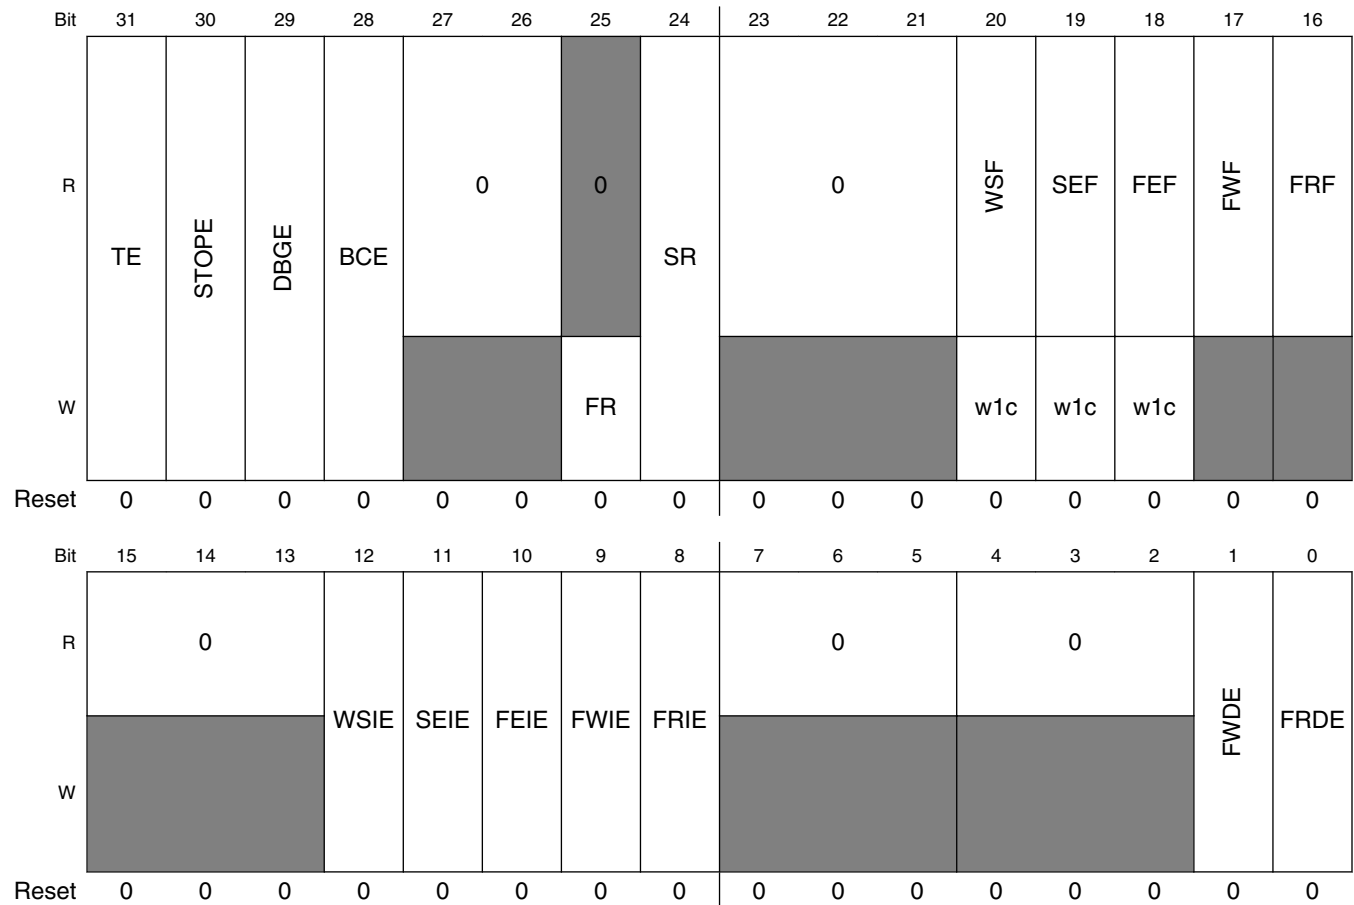 Bit 31 30 29 28 27 26 25 24 23 22 21 20 19 18 17 16
R 0 0 0 WSF SEF FEF FWF FRF
TE STOPE DBGE BCE SR
W FR w1c w1c w1c
Reset 0 0 0 0 0 0 0 0 0 0 0 0 0 0 0 0
Bit 15 14 13 12 11 10 9 8 7 6 5 4 3 2 1 0
R 0 0 0
WSIE SEIE FEIE FWIE FRIE FWDE FRDE
W
Reset 0 0 0 0 0 0 0 0 0 0 0 0 0 0 0 0